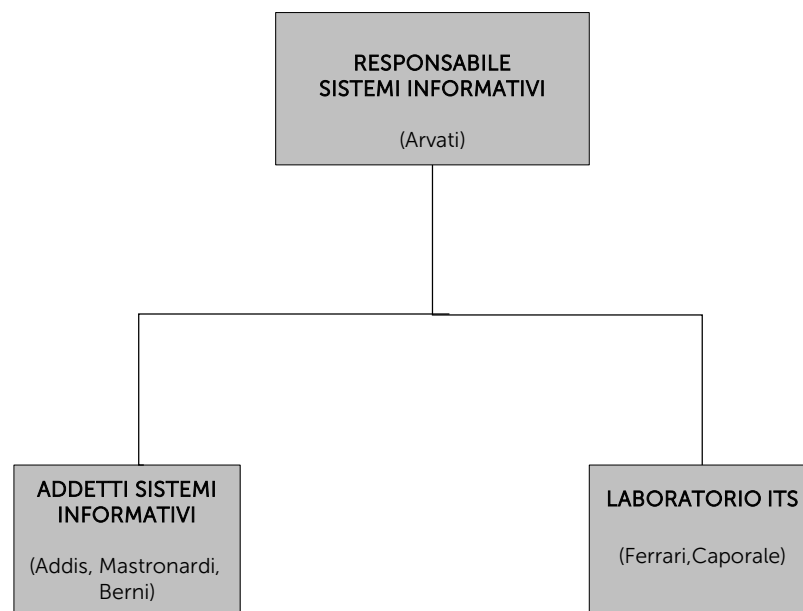 RESPONSABILE
SISTEMI INFORMATIVI
(Arvati)
ADDETTI SISTEMI
INFORMATIVI
(Addis, Mastronardi,
Berni)
LABORATORIO ITS
(Ferrari,Caporale)